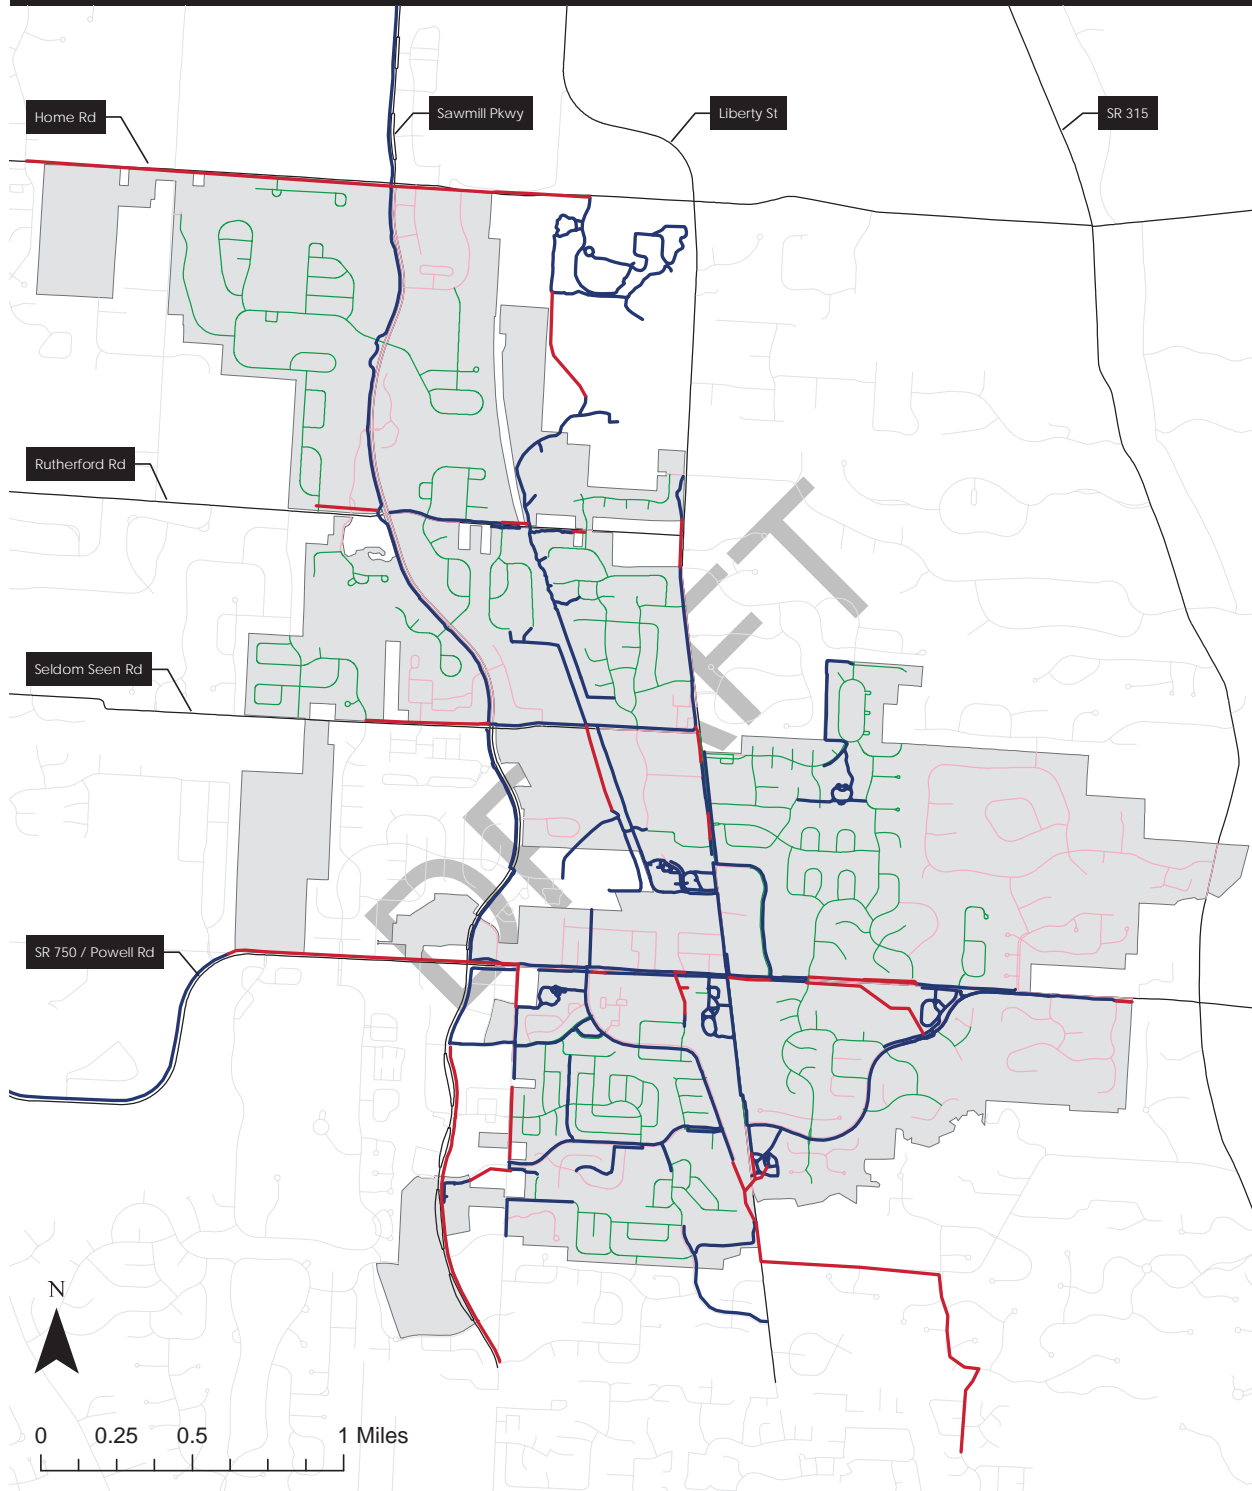 Home Rd
Sawmill Pkwy
Liberty St
SR 315
Rutherford Rd
Seldom Seen Rd
SR 750 / Powell Rd
DRAFT
N
0 0.25 0.5 1 Miles